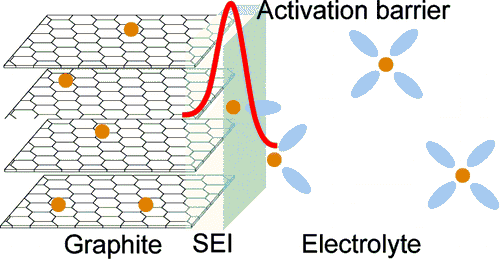 Activation barrier
Graphite SEI Electrolyte